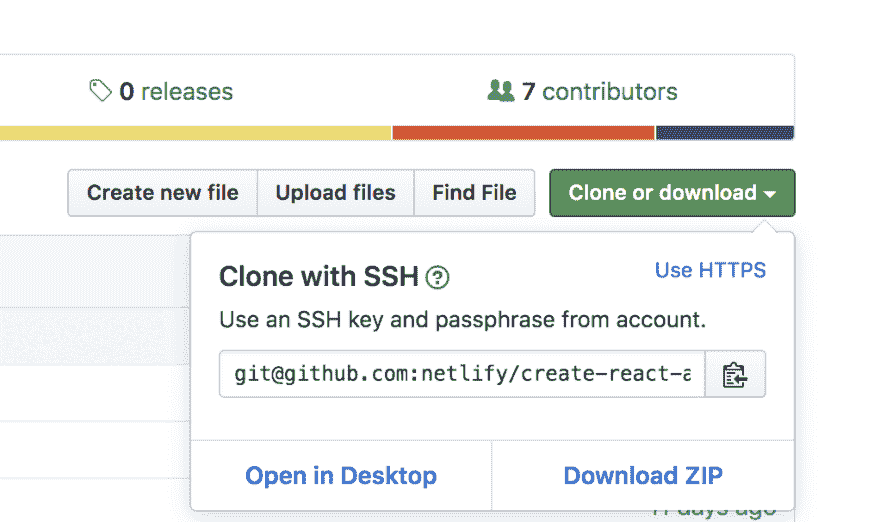 0 releases
7 contributors
Create new file
Upload files
Find File
Clone or download
Clone with SSH
Use HTTPS
Use an SSH key and passphrase from account.
git@github.com:netlify/create-react-a
Open in Desktop
Download ZIP
days ago